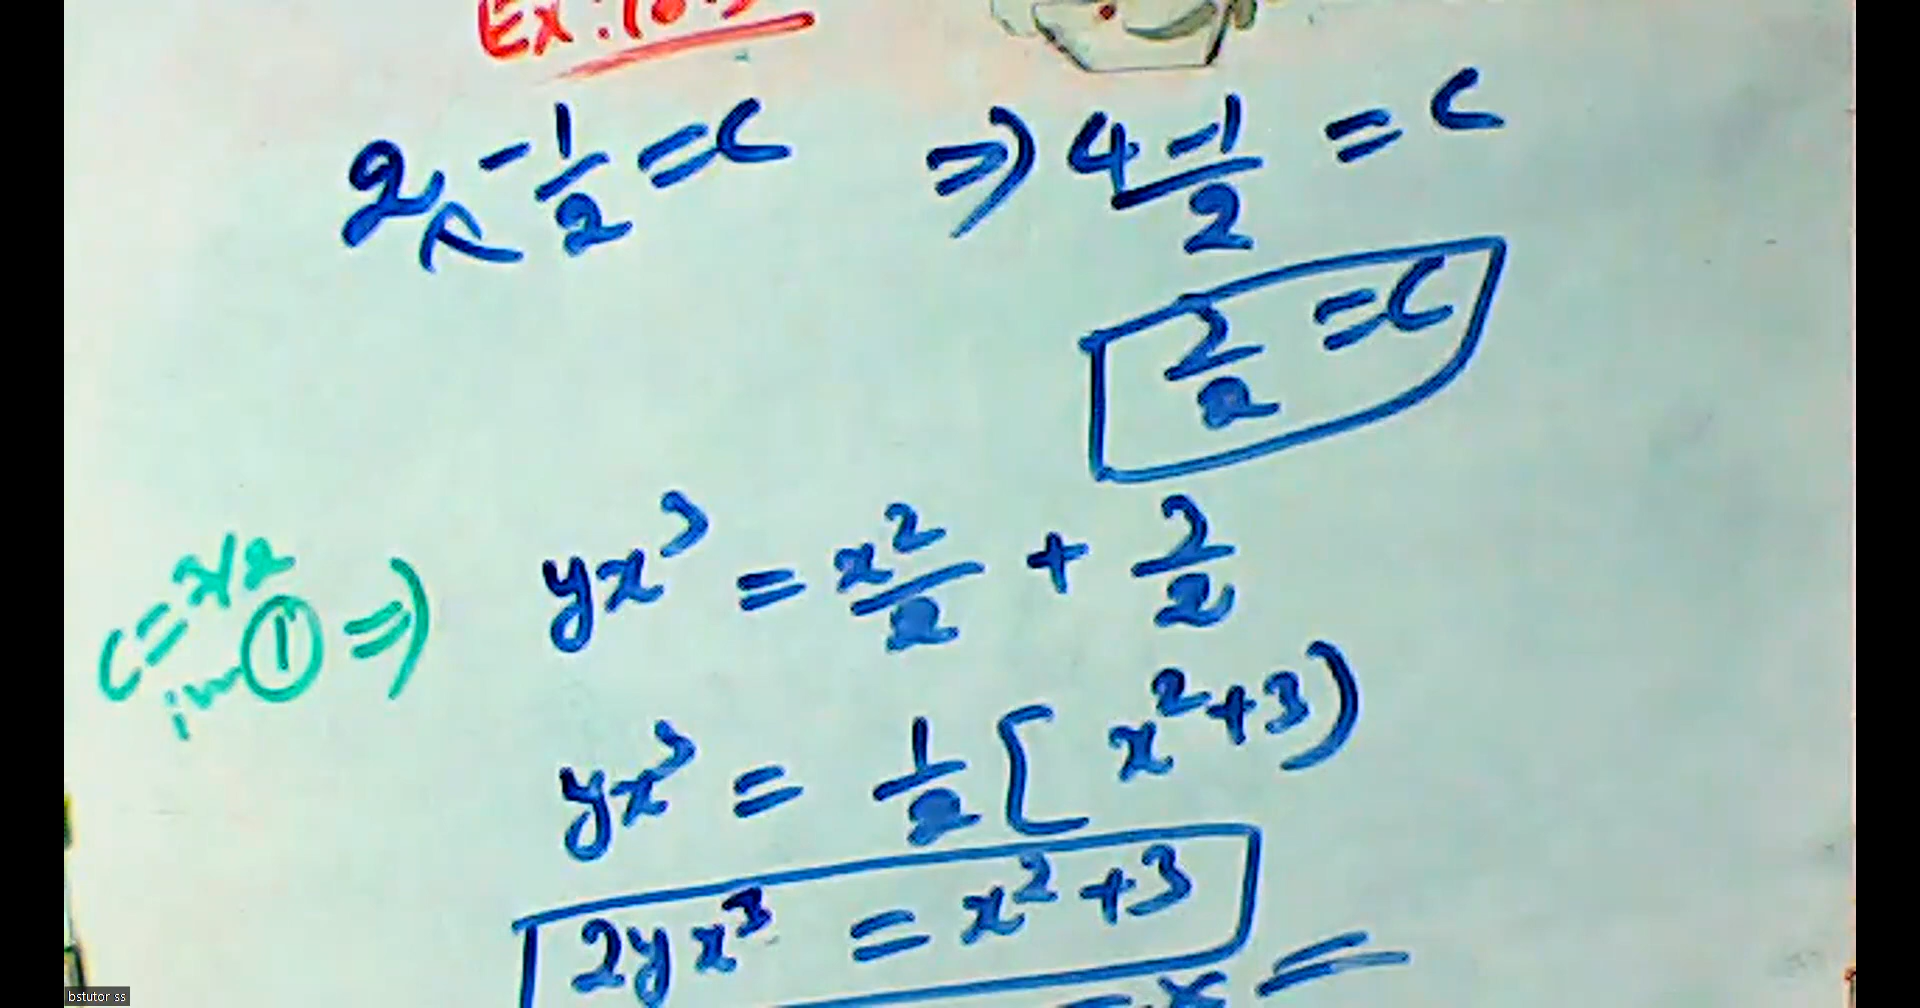 Ex:10.
2 - 1/2 = C ⇒ 4-1/2 = C
3/2 = C
C = 3/2 in ① ⇒ yx³ = x²/2 + 3/2
yx³ = 1/2 [x²+3)
2yx³ = x²+3
bstutor ss